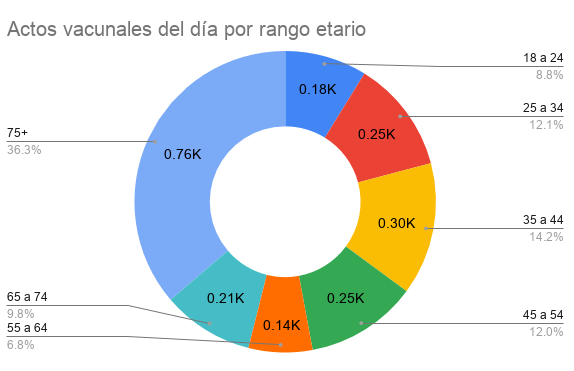 Actos vacunales del día por rango etario
18 a 24
8.8%
0.18K
25 a 34
12.1%
0.25K
35 a 44
14.2%
0.30K
45 a 54
12.0%
0.25K
55 a 64
6.8%
0.14K
65 a 74
9.8%
0.21K
75+
36.3%
0.76K